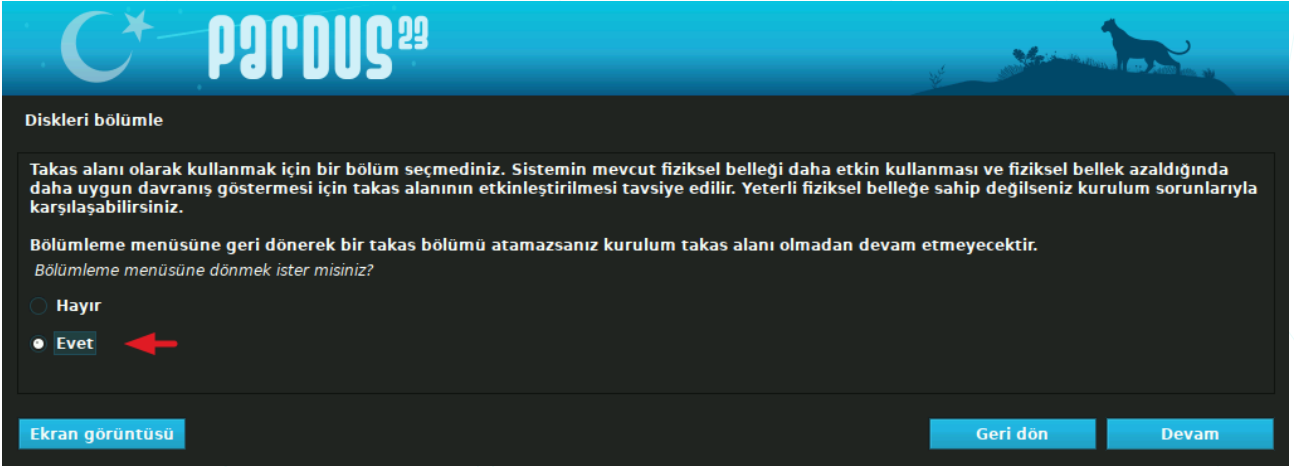 Pardus 23
Diskleri bölümle
Takas alanı olarak kullanmak için bir bölüm seçmediniz. Sistemin mevcut fiziksel belleği daha etkin kullanması ve fiziksel bellek azaldığında
daha uygun davranış göstermesi için takas alanının etkinleştirilmesi tavsiye edilir. Yeterli fiziksel belleğe sahip değilseniz kurulum sorunlarıyla
karşılaşabilirsiniz.
Bölümleme menüsüne geri dönerek bir takas bölümü atamazsanız kurulum takas alanı olmadan devam etmeyecektir.
Bölümleme menüsüne dönmek ister misiniz?
Hayır
Evet
Ekran görüntüsü
Geri dön
Devam